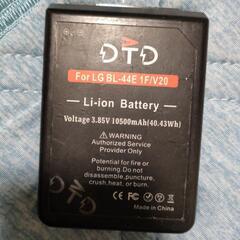 DTD
For LG BL-44E 1F/V20
Li-ion Battery
Voltage 3.85V 10500mAh(40.43Wh)
WARNING!
Authorized Service
Provider Only
Potential for fire or
burning.Do not
disassemble,puncture,
crush,heat, or burn.
Made in China
DTD